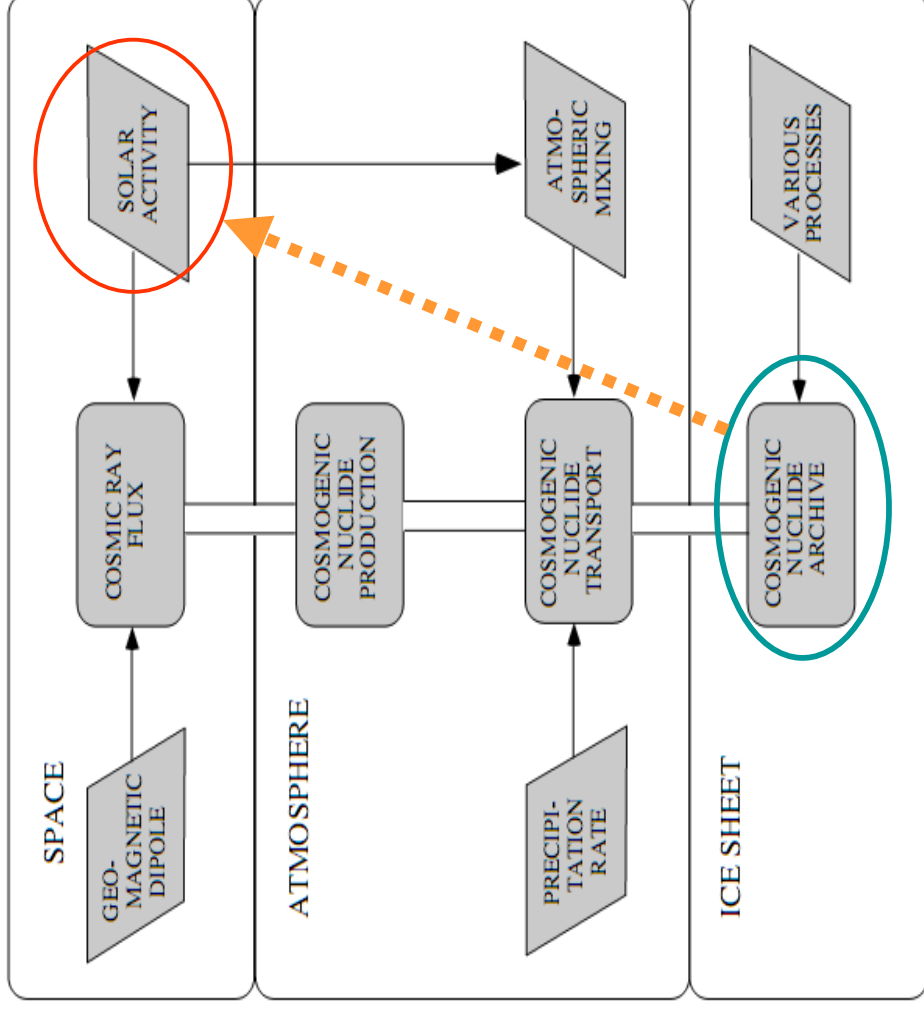 SPACE
GEO-
MAGNETIC
DIPOLE
COSMIC RAY
FLUX
SOLAR
ACTIVITY
ATMOSPHERE
COSMOGENIC
NUCLIDE
PRODUCTION
PRECIPI-
TATION
RATE
COSMOGENIC
NUCLIDE
TRANSPORT
ATMO-
SPHERIC
MIXING
ICE SHEET
COSMOGENIC
NUCLIDE
ARCHIVE
VARIOUS
PROCESSES